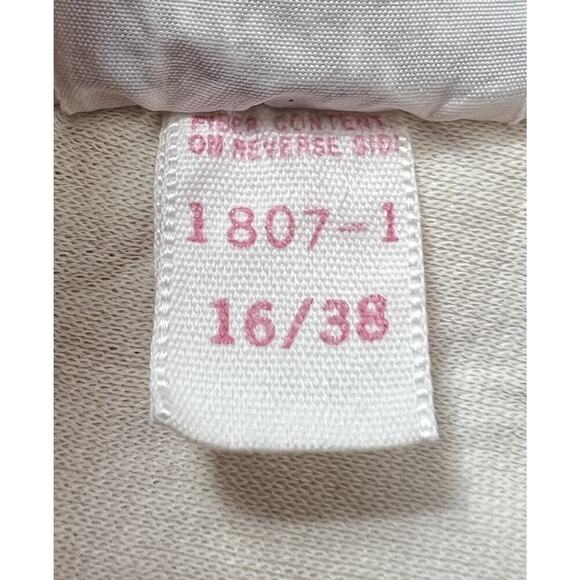 FIBER CONTENT
ON REVERSE SIDE
1807-1
16/38